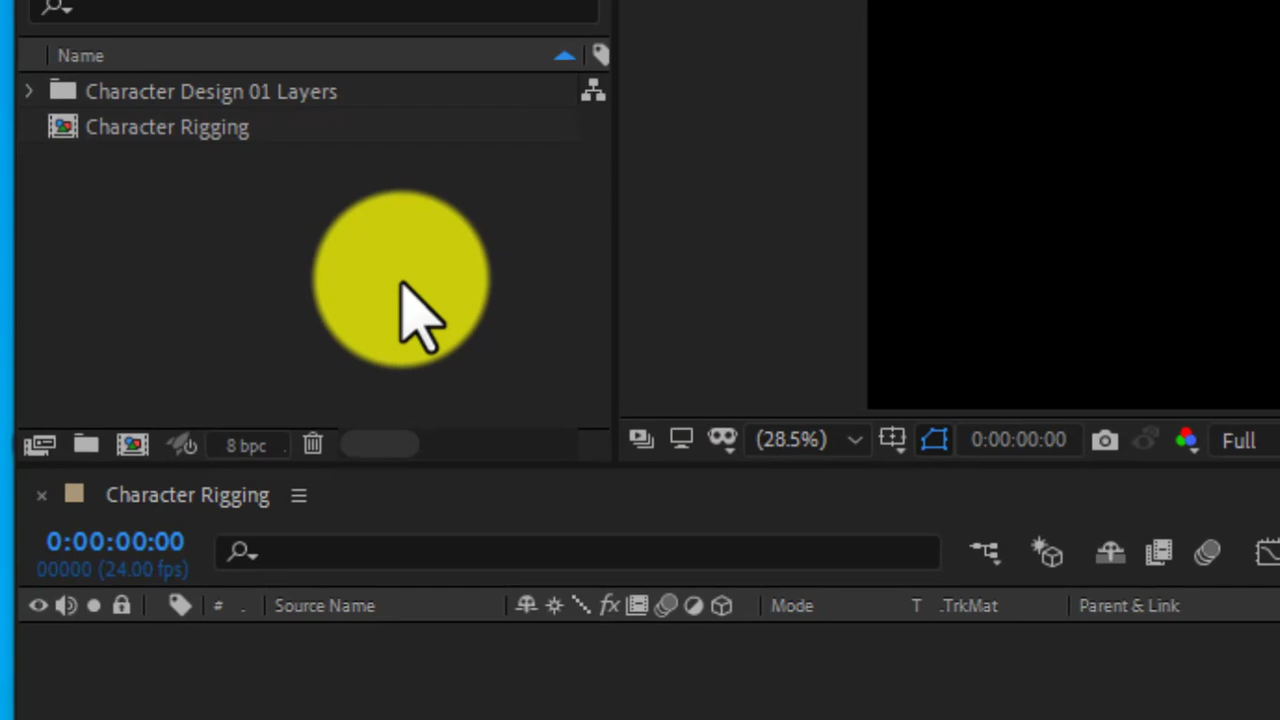 Name
Character Design 01 Layers
Character Rigging
8 bpc
(28.5%)
0:00:00:00
Full
Character Rigging
0:00:00:00
00000 (24.00 fps)
# . Source Name fx Mode T .TrkMat Parent & Link